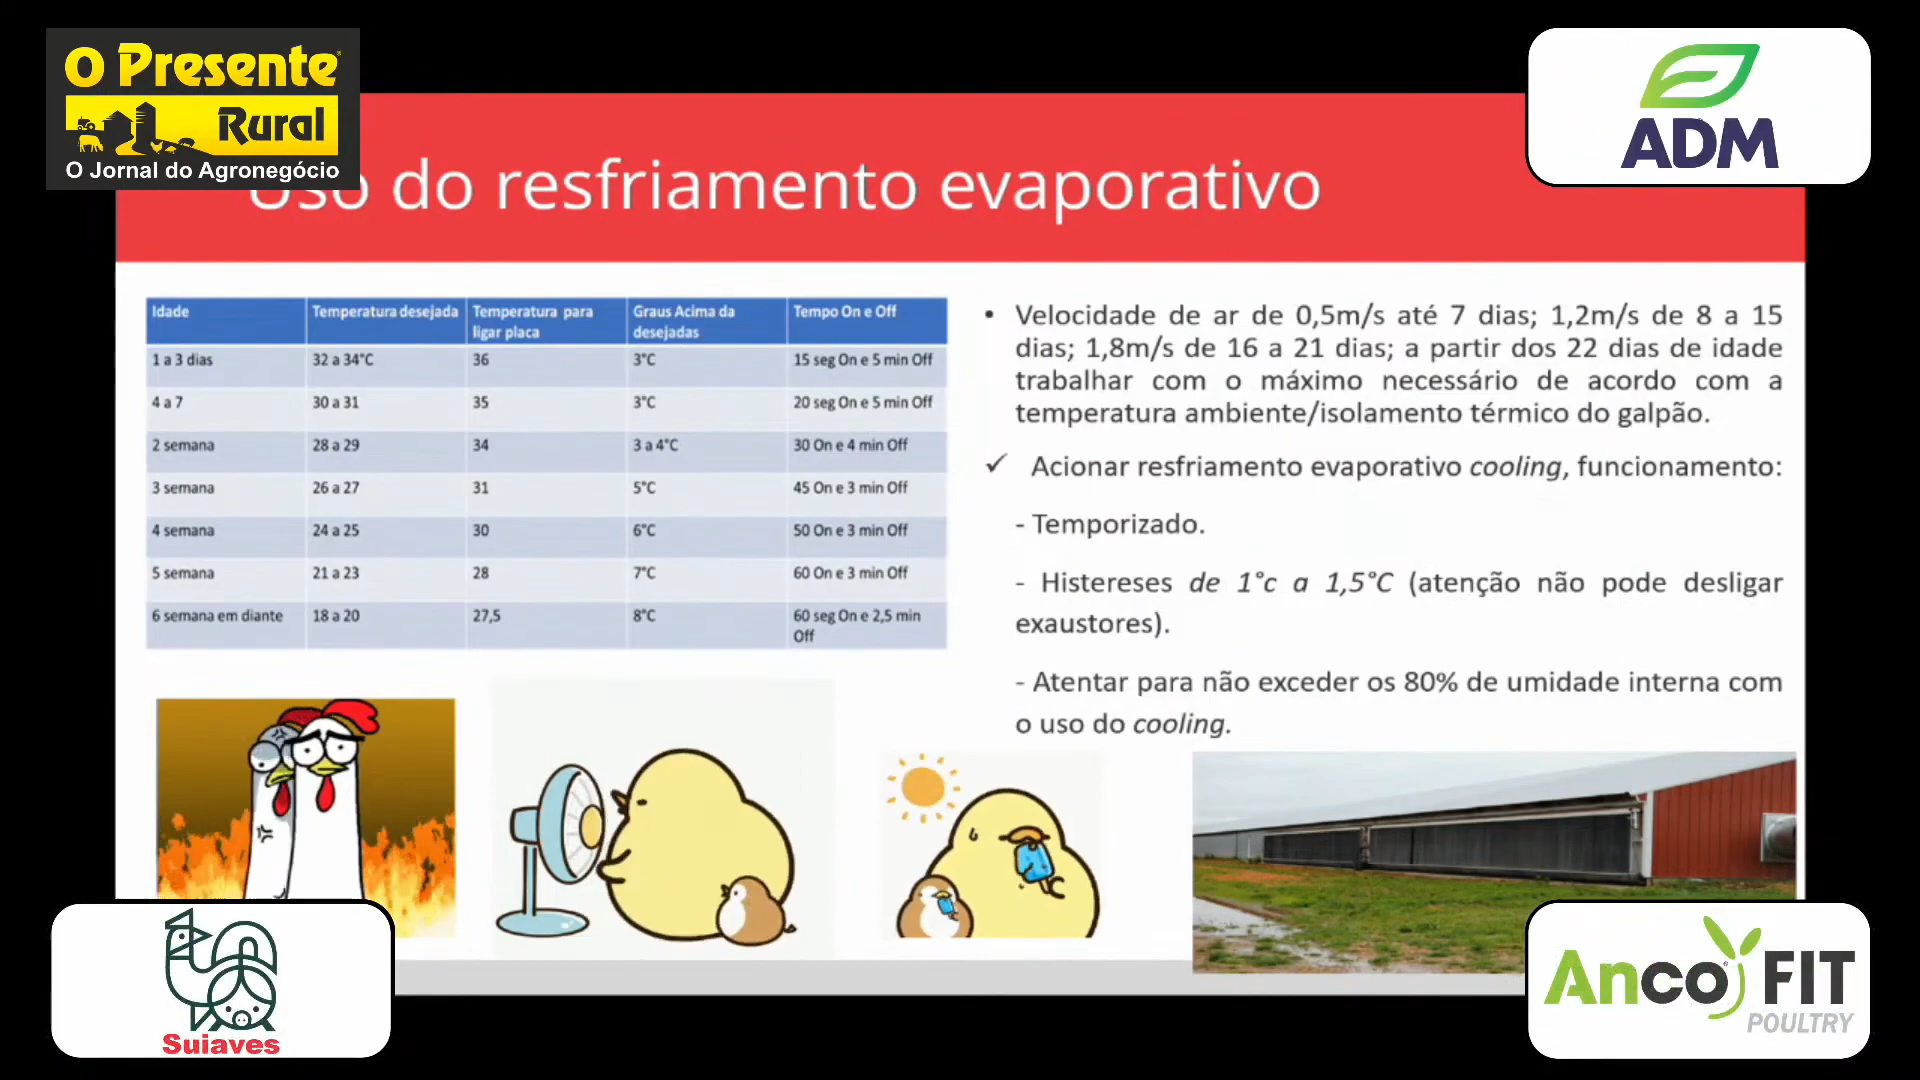 O Presente
Rural
O Jornal do Agronegócio
ADM
Uso do resfriamento evaporativo
Idade	Temperatura desejada	Temperatura para ligar placa	Graus Acima da desejadas	Tempo On e Off
1 a 3 dias	32 a 34°C	36	3°C	15 seg On e 5 min Off
4 a 7	30 a 31	35	3°C	20 seg On e 5 min Off
2 semana	28 a 29	34	3 a 4°C	30 On e 4 min Off
3 semana	26 a 27	31	5°C	45 On e 3 min Off
4 semana	24 a 25	30	6°C	50 On e 3 min Off
5 semana	21 a 23	28	7°C	60 On e 3 min Off
6 semana em diante	18 a 20	27,5	8°C	60 seg On e 2,5 min Off
• Velocidade de ar de 0,5m/s até 7 dias; 1,2m/s de 8 a 15
dias; 1,8m/s de 16 a 21 dias; a partir dos 22 dias de idade
trabalhar com o máximo necessário de acordo com a
temperatura ambiente/isolamento térmico do galpão.
✓ Acionar resfriamento evaporativo cooling, funcionamento:
- Temporizado.
- Histereses de 1°c a 1,5°C (atenção não pode desligar
exaustores).
- Atentar para não exceder os 80% de umidade interna com
o uso do cooling.
Suiaves
Anco FIT
POULTRY